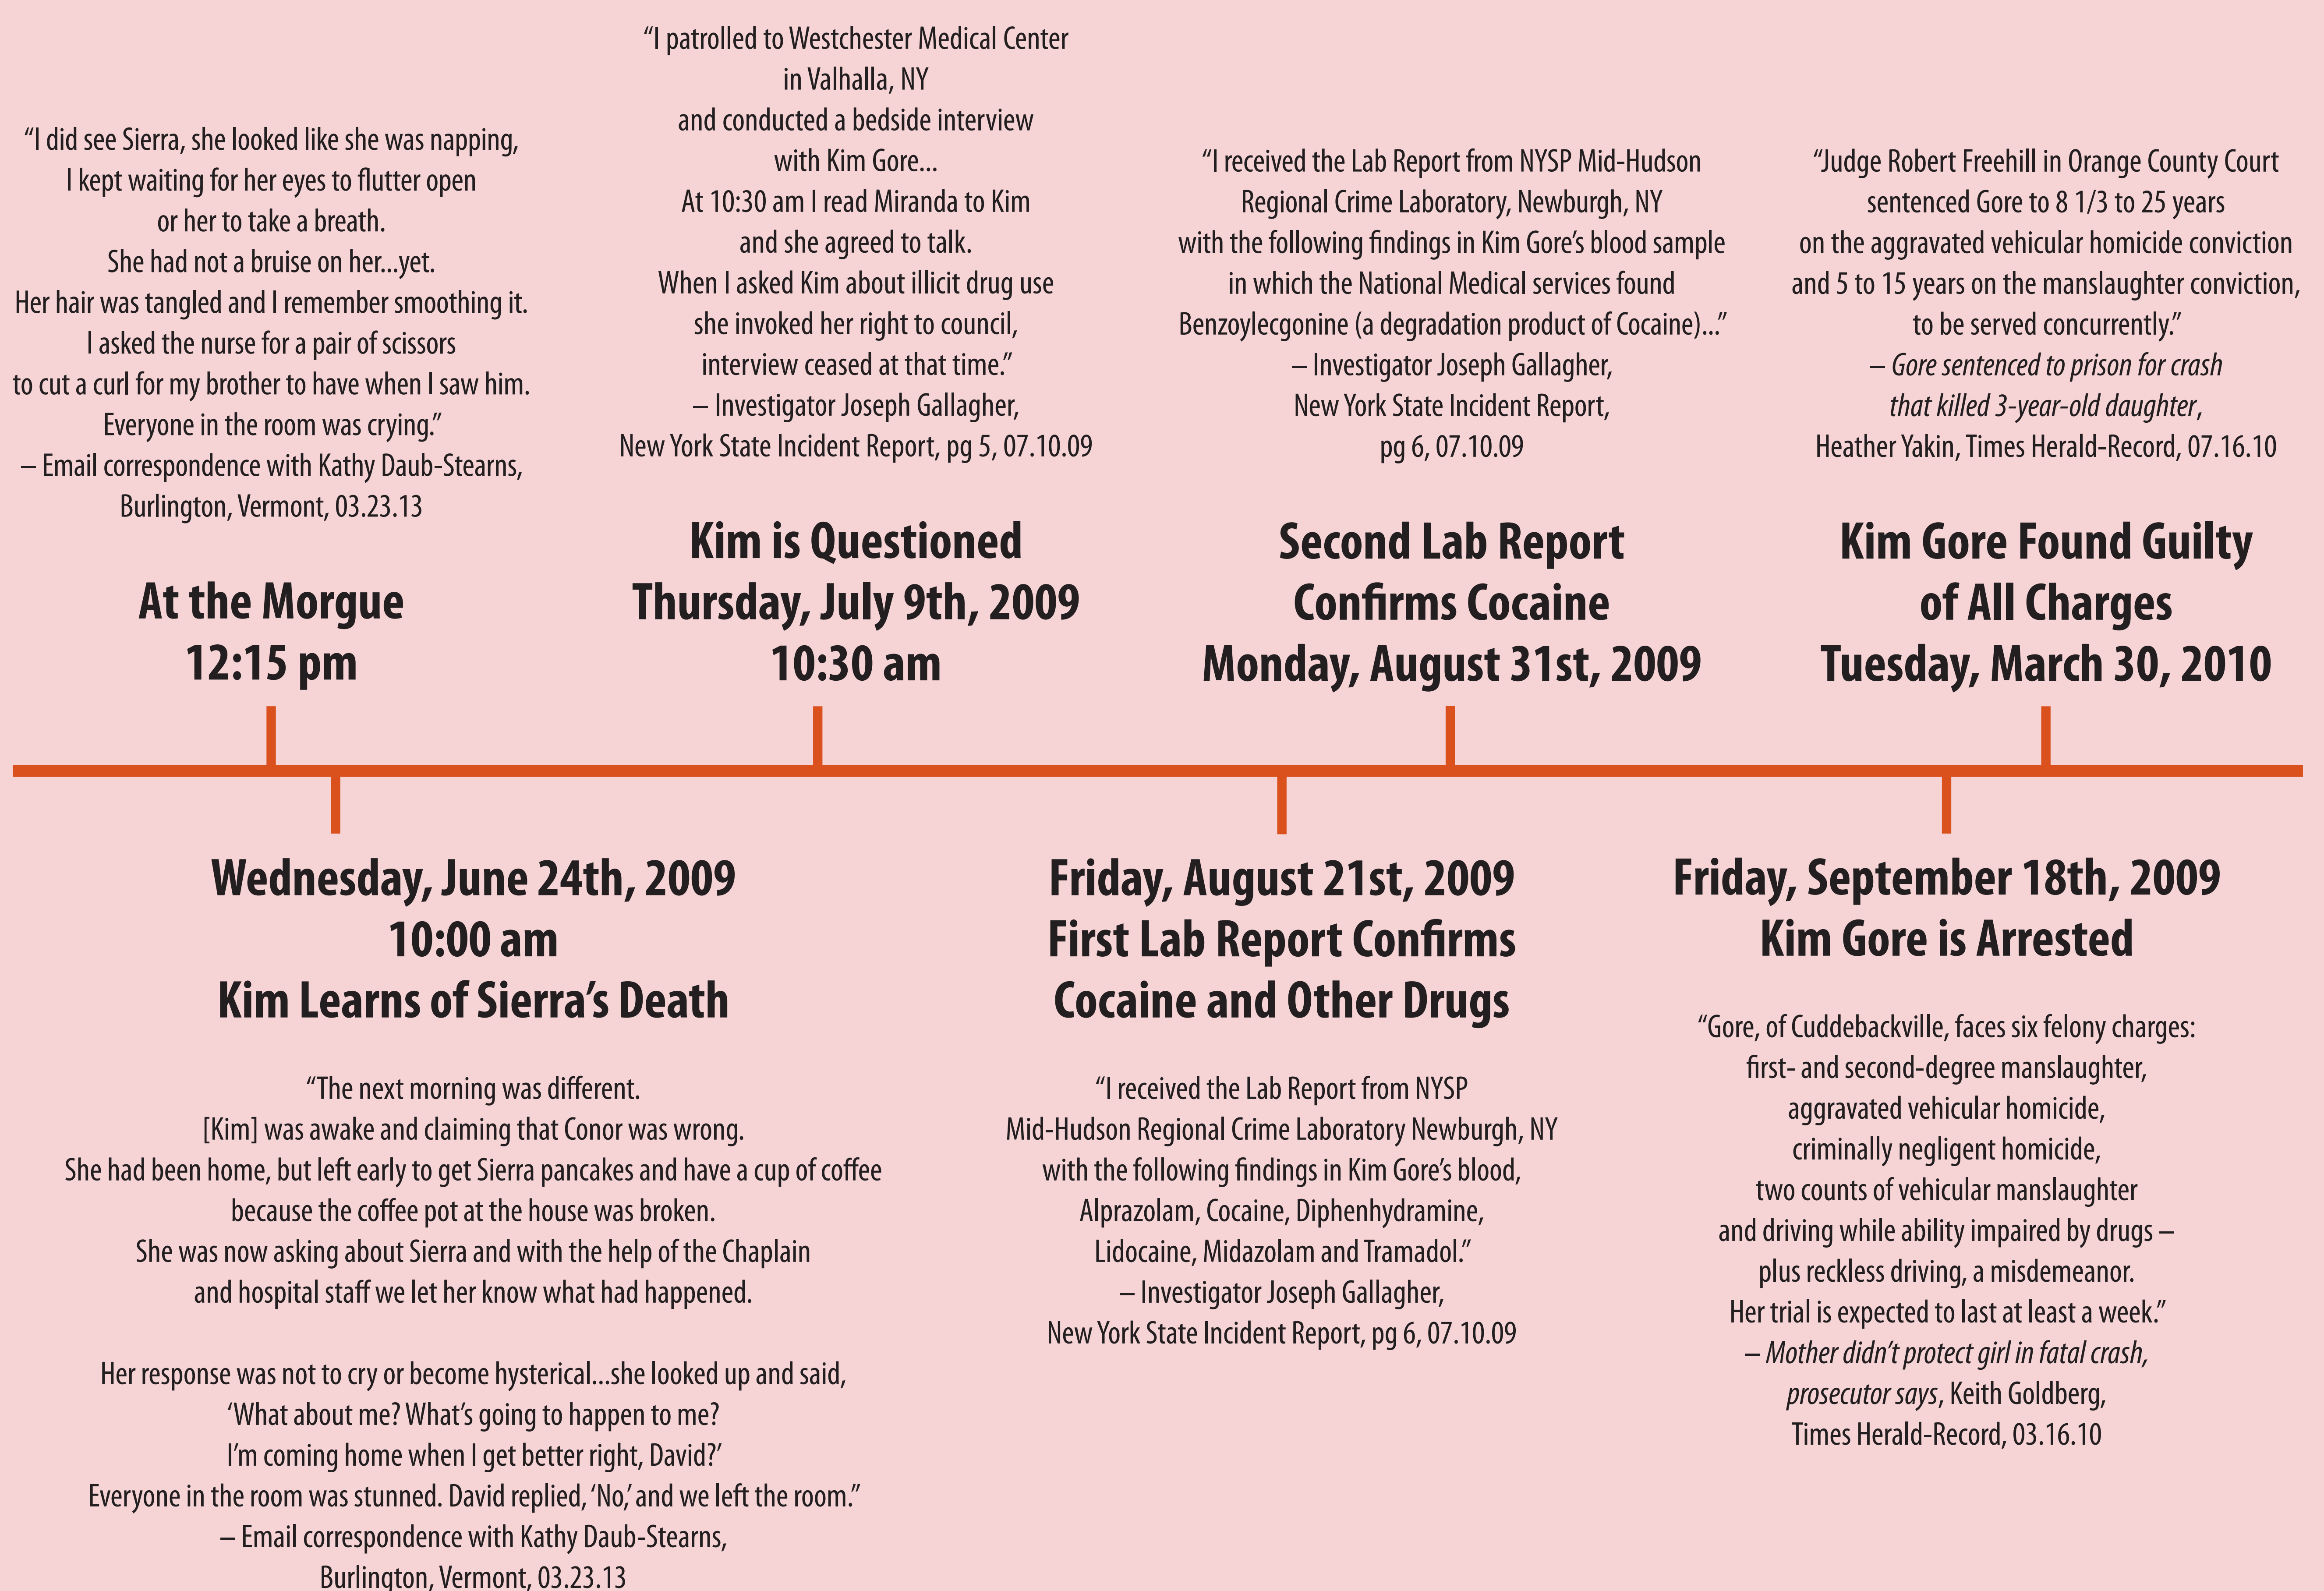 “I did see Sierra, she looked like she was napping,
I kept waiting for her eyes to flutter open
or her to take a breath.
She had not a bruise on her...yet.
Her hair was tangled and I remember smoothing it.
I asked the nurse for a pair of scissors
to cut a curl for my brother to have when I saw him.
Everyone in the room was crying.”
– Email correspondence with Kathy Daub-Stearns,
Burlington, Vermont, 03.23.13
At the Morgue
12:15 pm
“I patrolled to Westchester Medical Center
in Valhalla, NY
and conducted a bedside interview
with Kim Gore...
At 10:30 am I read Miranda to Kim
and she agreed to talk.
When I asked Kim about illicit drug use
she invoked her right to council,
interview ceased at that time.”
– Investigator Joseph Gallagher,
New York State Incident Report, pg 5, 07.10.09
Kim is Questioned
Thursday, July 9th, 2009
10:30 am
“I received the Lab Report from NYSP Mid-Hudson
Regional Crime Laboratory, Newburgh, NY
with the following findings in Kim Gore’s blood sample
in which the National Medical services found
Benzoylecgonine (a degradation product of Cocaine)...”
– Investigator Joseph Gallagher,
New York State Incident Report,
pg 6, 07.10.09
Second Lab Report
Confirms Cocaine
Monday, August 31st, 2009
“Judge Robert Freehill in Orange County Court
sentenced Gore to 8 1/3 to 25 years
on the aggravated vehicular homicide conviction
and 5 to 15 years on the manslaughter conviction,
to be served concurrently.”
– Gore sentenced to prison for crash
that killed 3-year-old daughter,
Heather Yakin, Times Herald-Record, 07.16.10
Kim Gore Found Guilty
of All Charges
Tuesday, March 30, 2010
Wednesday, June 24th, 2009
10:00 am
Kim Learns of Sierra’s Death
“The next morning was different.
[Kim] was awake and claiming that Conor was wrong.
She had been home, but left early to get Sierra pancakes and have a cup of coffee
because the coffee pot at the house was broken.
She was now asking about Sierra and with the help of the Chaplain
and hospital staff we let her know what had happened.
Her response was not to cry or become hysterical...she looked up and said,
‘What about me? What’s going to happen to me?
I’m coming home when I get better right, David?’
Everyone in the room was stunned. David replied, ‘No,’ and we left the room.”
– Email correspondence with Kathy Daub-Stearns,
Burlington, Vermont, 03.23.13
Friday, August 21st, 2009
First Lab Report Confirms
Cocaine and Other Drugs
“I received the Lab Report from NYSP
Mid-Hudson Regional Crime Laboratory Newburgh, NY
with the following findings in Kim Gore’s blood,
Alprazolam, Cocaine, Diphenhydramine,
Lidocaine, Midazolam and Tramadol.”
– Investigator Joseph Gallagher,
New York State Incident Report, pg 6, 07.10.09
Friday, September 18th, 2009
Kim Gore is Arrested
“Gore, of Cuddebackville, faces six felony charges:
first- and second-degree manslaughter,
aggravated vehicular homicide,
criminally negligent homicide,
two counts of vehicular manslaughter
and driving while ability impaired by drugs –
plus reckless driving, a misdemeanor.
Her trial is expected to last at least a week.”
– Mother didn’t protect girl in fatal crash,
prosecutor says, Keith Goldberg,
Times Herald-Record, 03.16.10